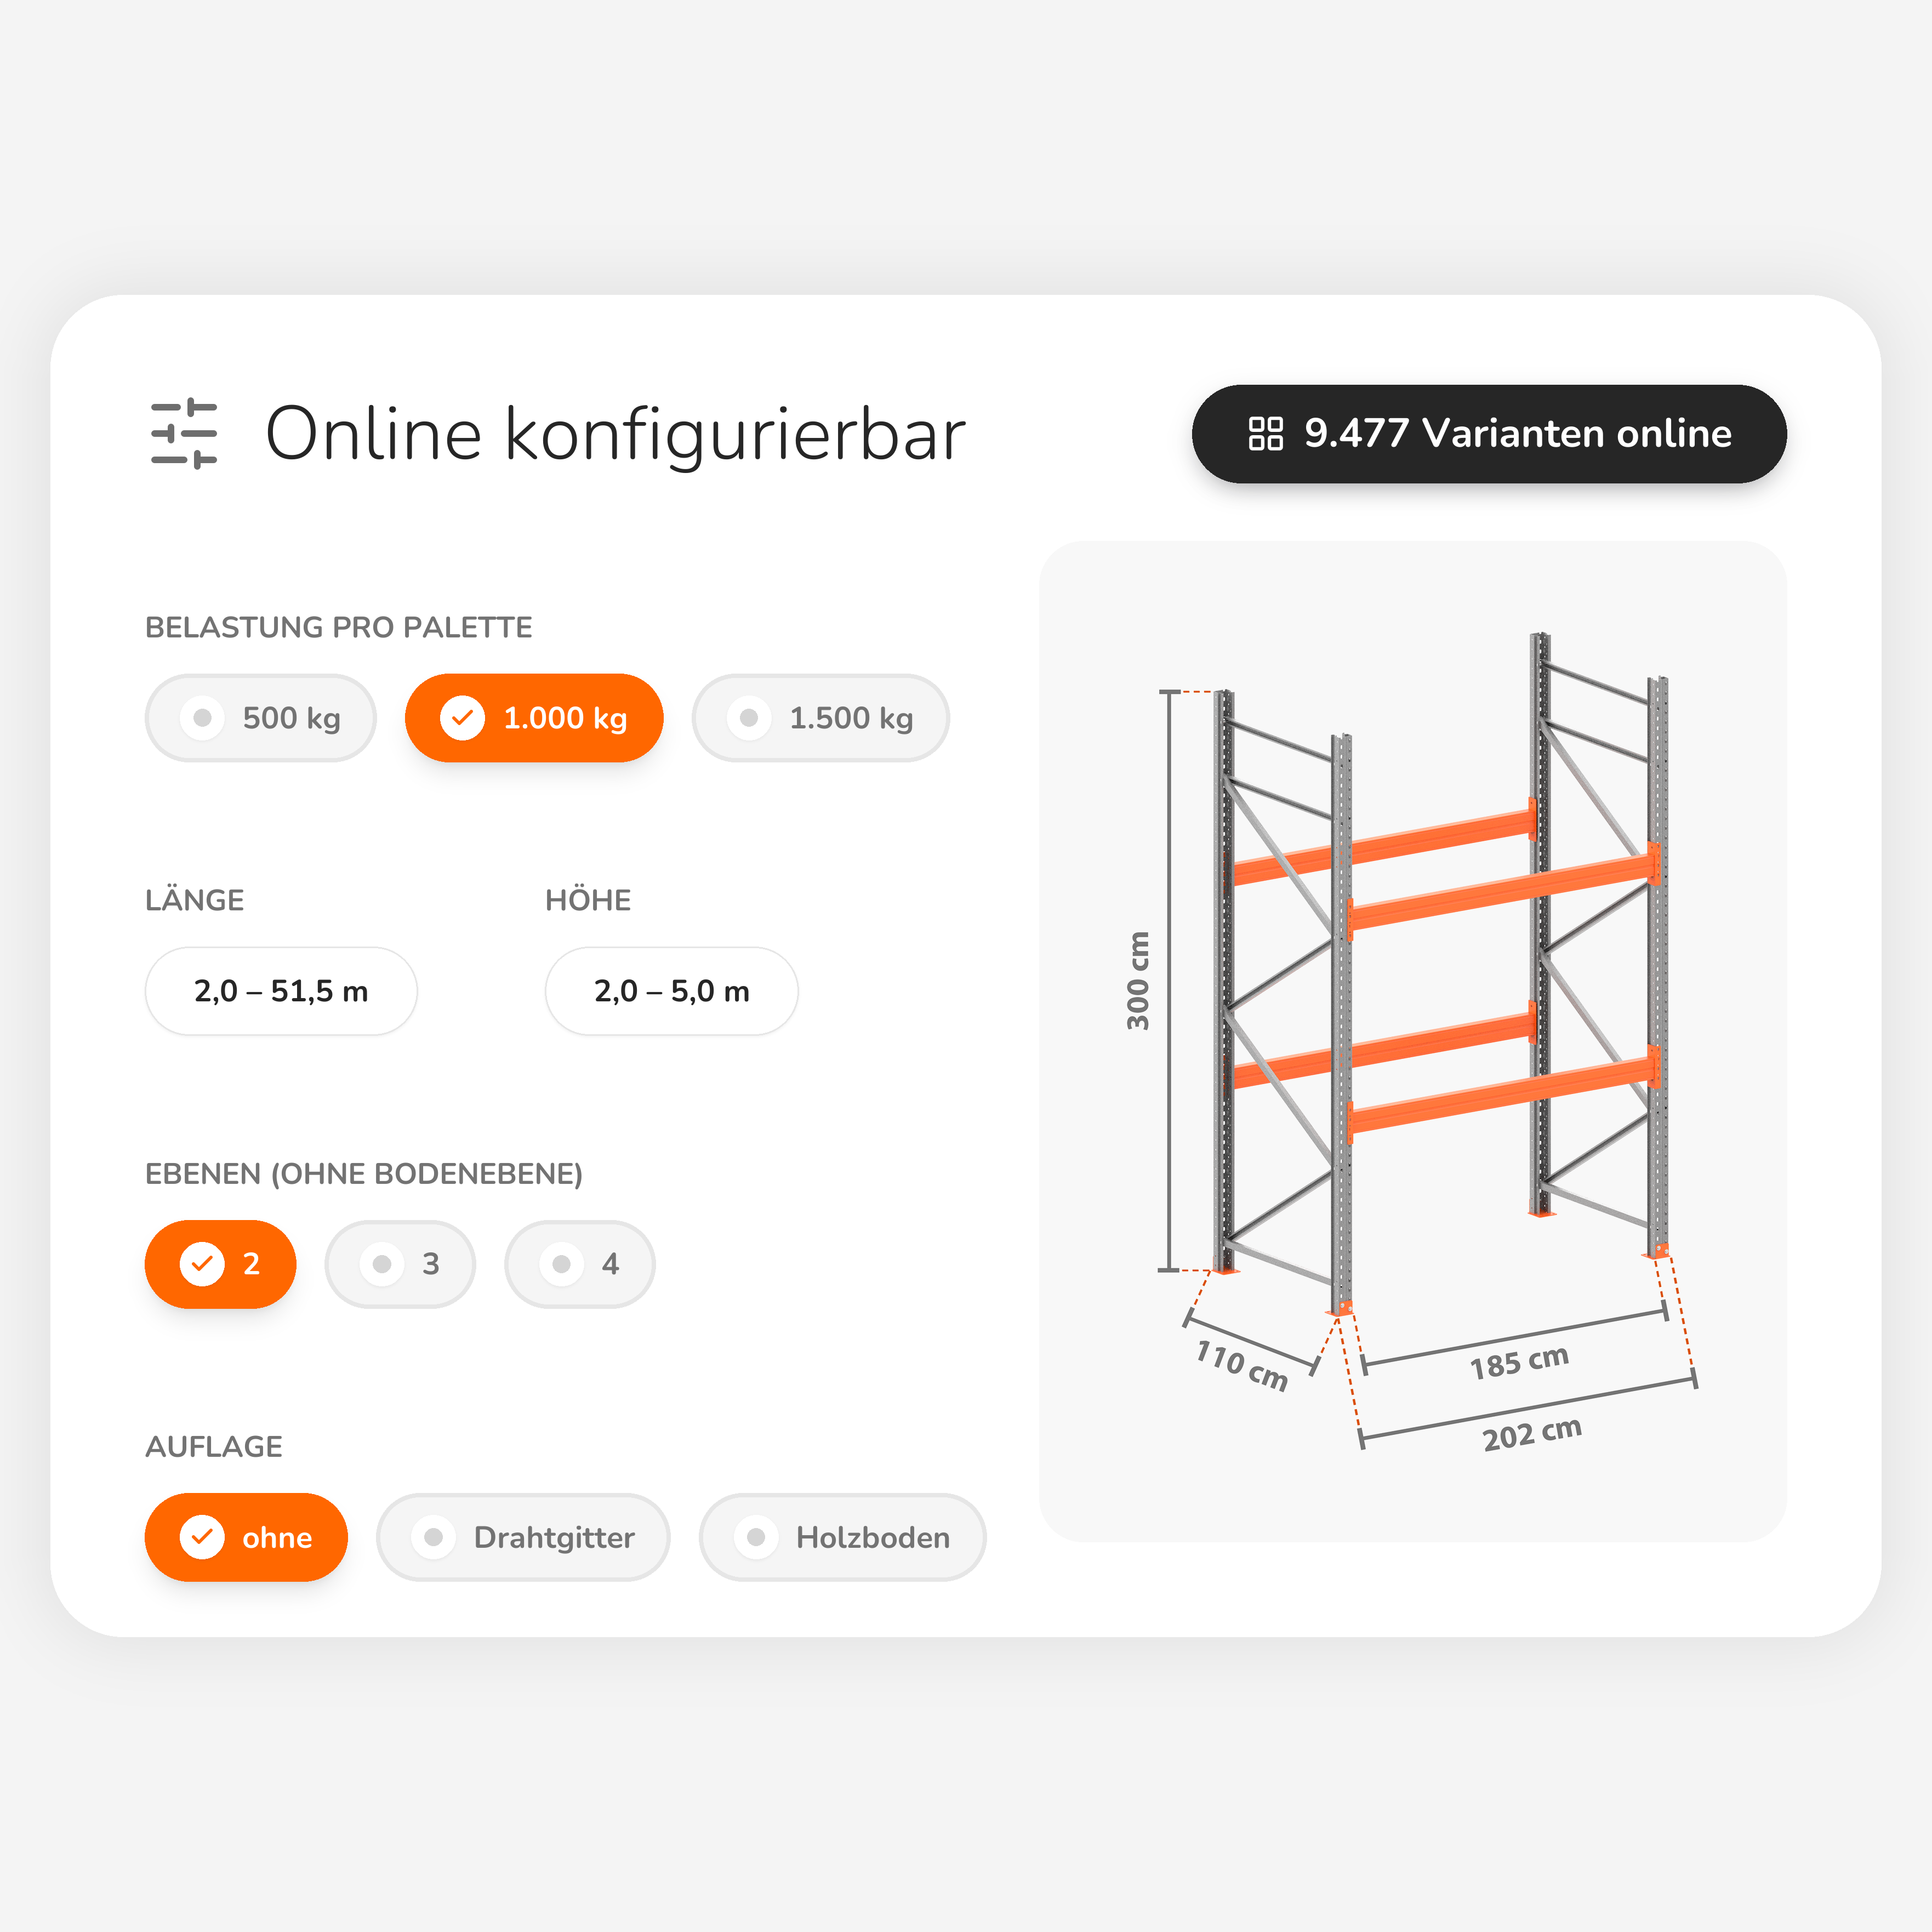 Online konfigurierbar
9.477 Varianten online
BELASTUNG PRO PALETTE
500 kg
1.000 kg
1.500 kg
LÄNGE
HÖHE
2,0 – 51,5 m
2,0 – 5,0 m
EBENEN (OHNE BODENEBENE)
2
3
4
AUFLAGE
ohne
Drahtgitter
Holzboden
300 cm
110 cm
185 cm
202 cm